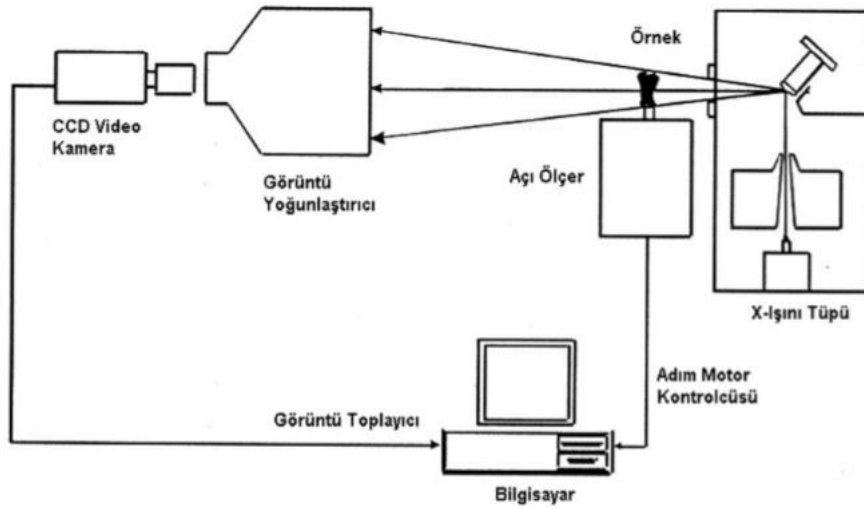 Örnek
CCD Video
Kamera
Görüntü
Yoğunlaştırıcı
Açı Ölçer
X-Işını Tüpü
Adım Motor
Kontrolcüsü
Görüntü Toplayıcı
Bilgisayar